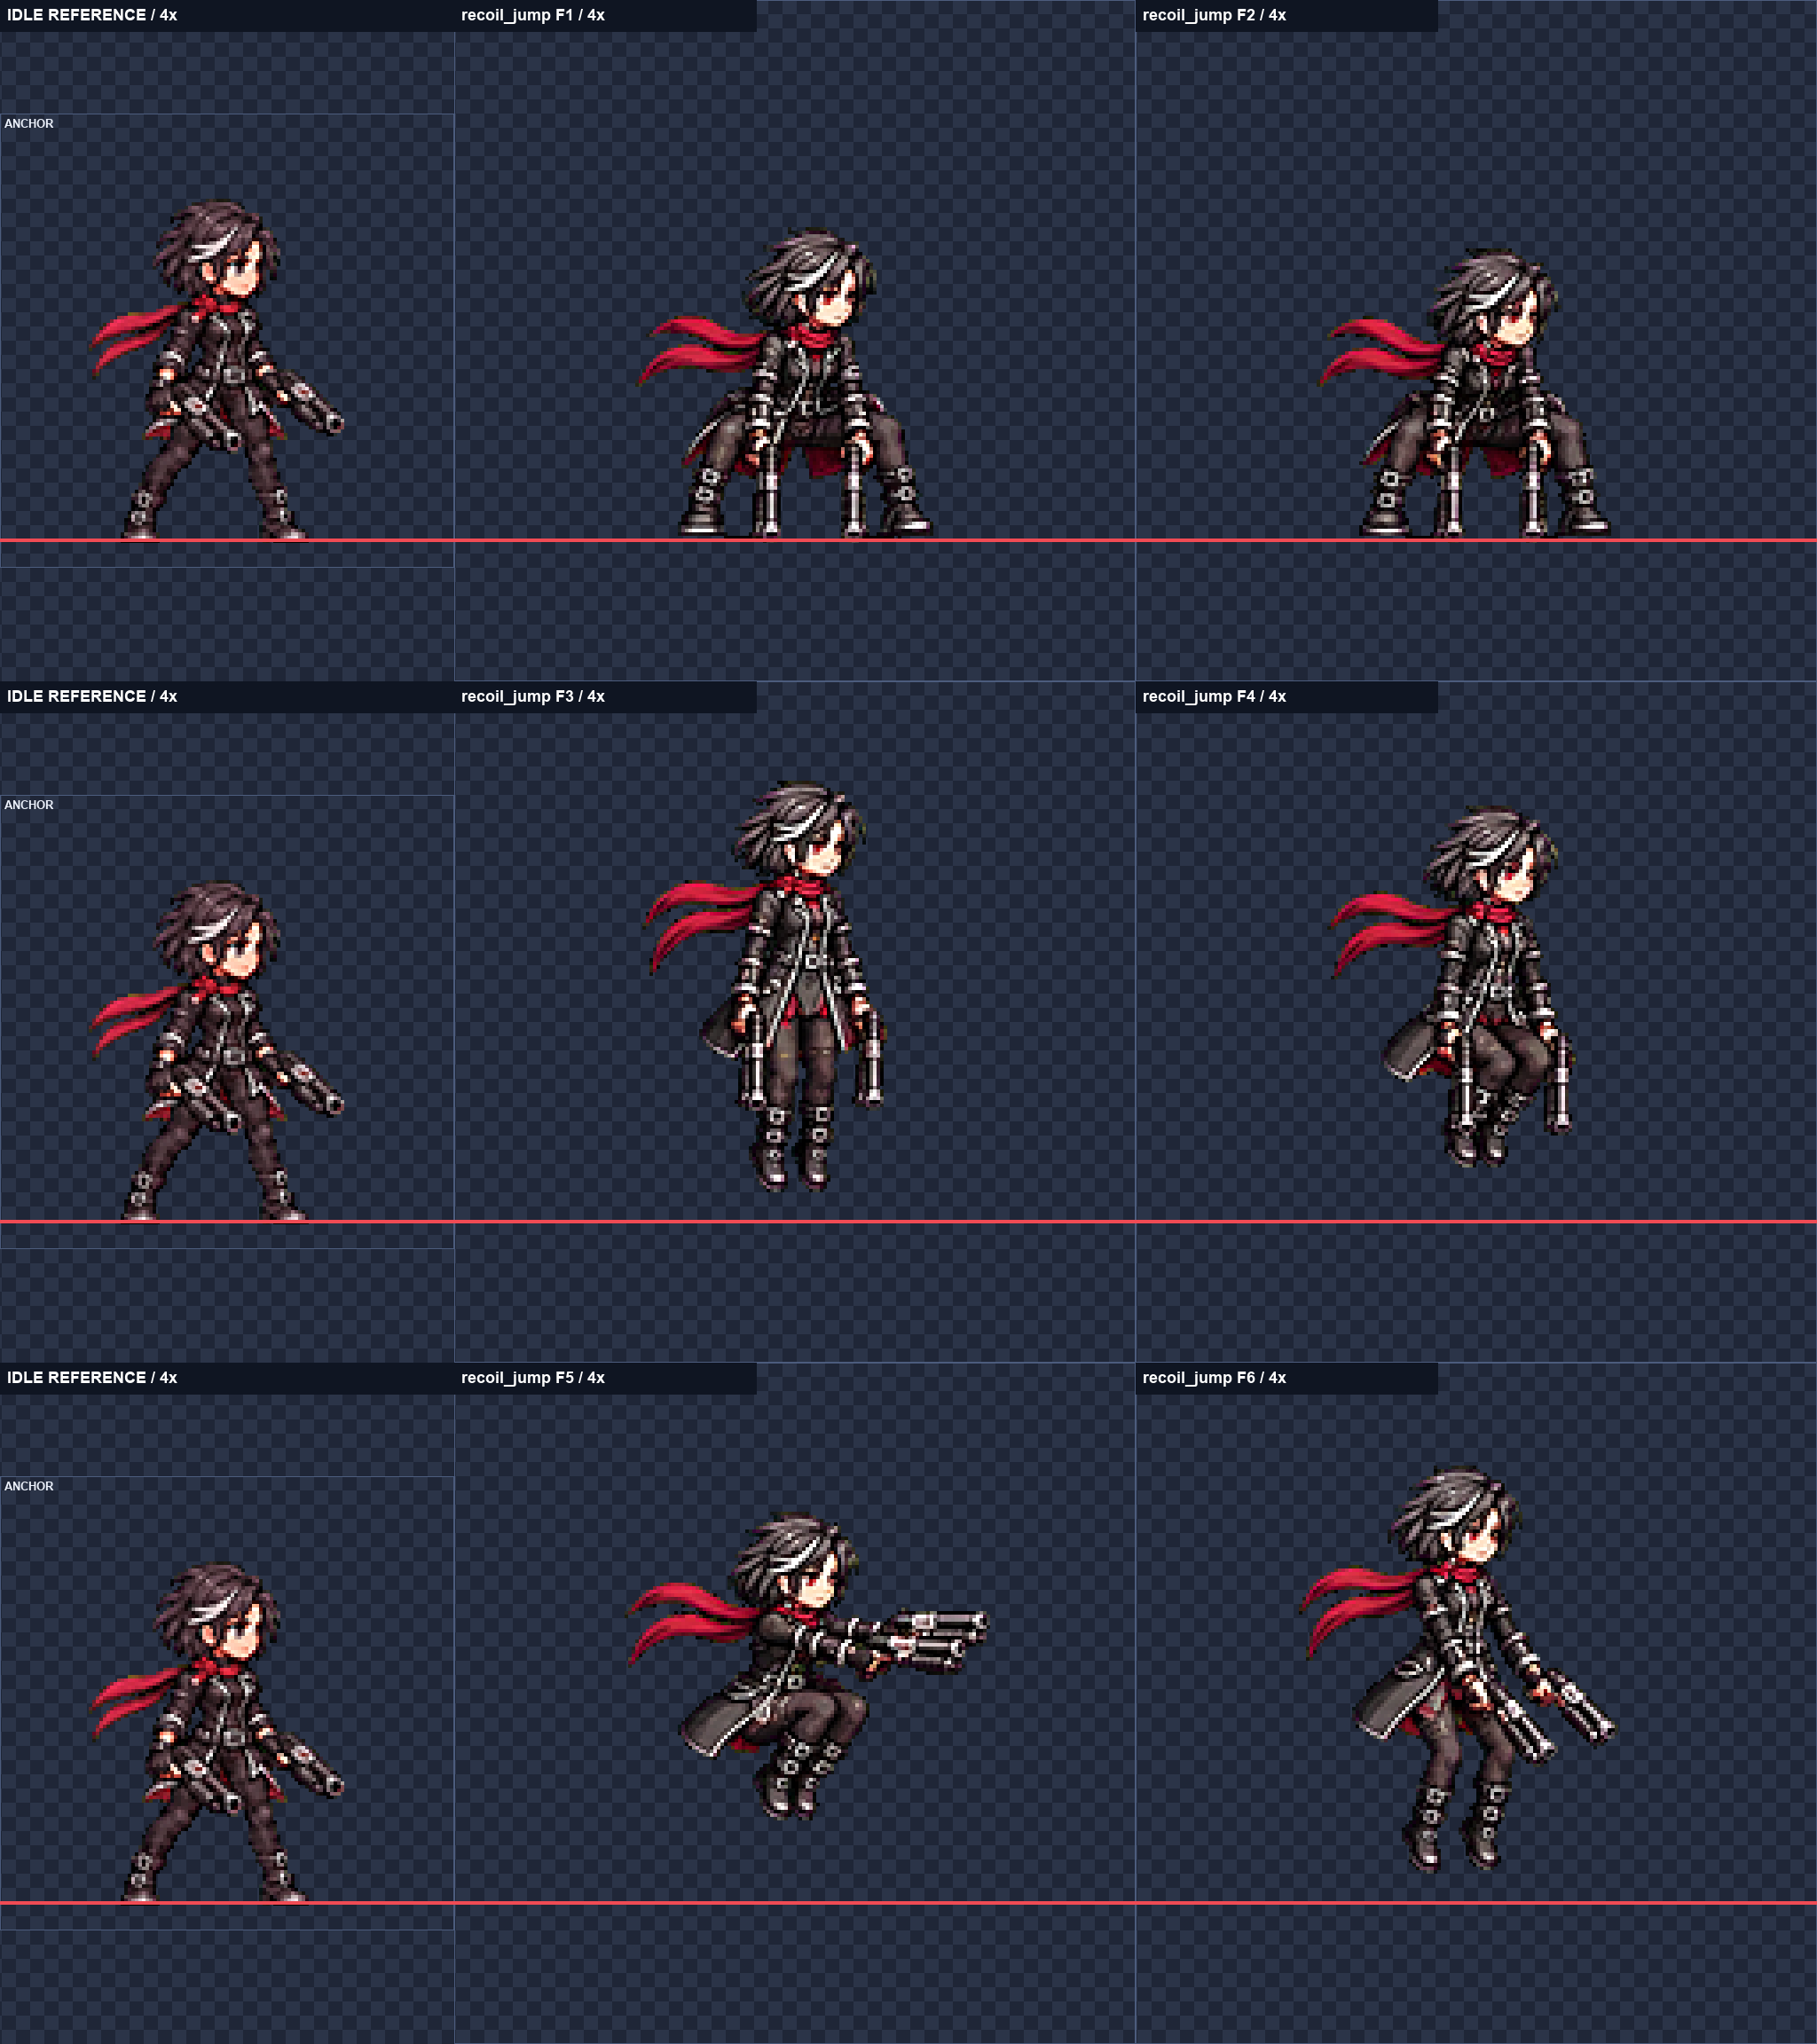 IDLE REFERENCE / 4x
recoil_jump F1 / 4x
recoil_jump F2 / 4x
ANCHOR
IDLE REFERENCE / 4x
recoil_jump F3 / 4x
recoil_jump F4 / 4x
ANCHOR
IDLE REFERENCE / 4x
recoil_jump F5 / 4x
recoil_jump F6 / 4x
ANCHOR